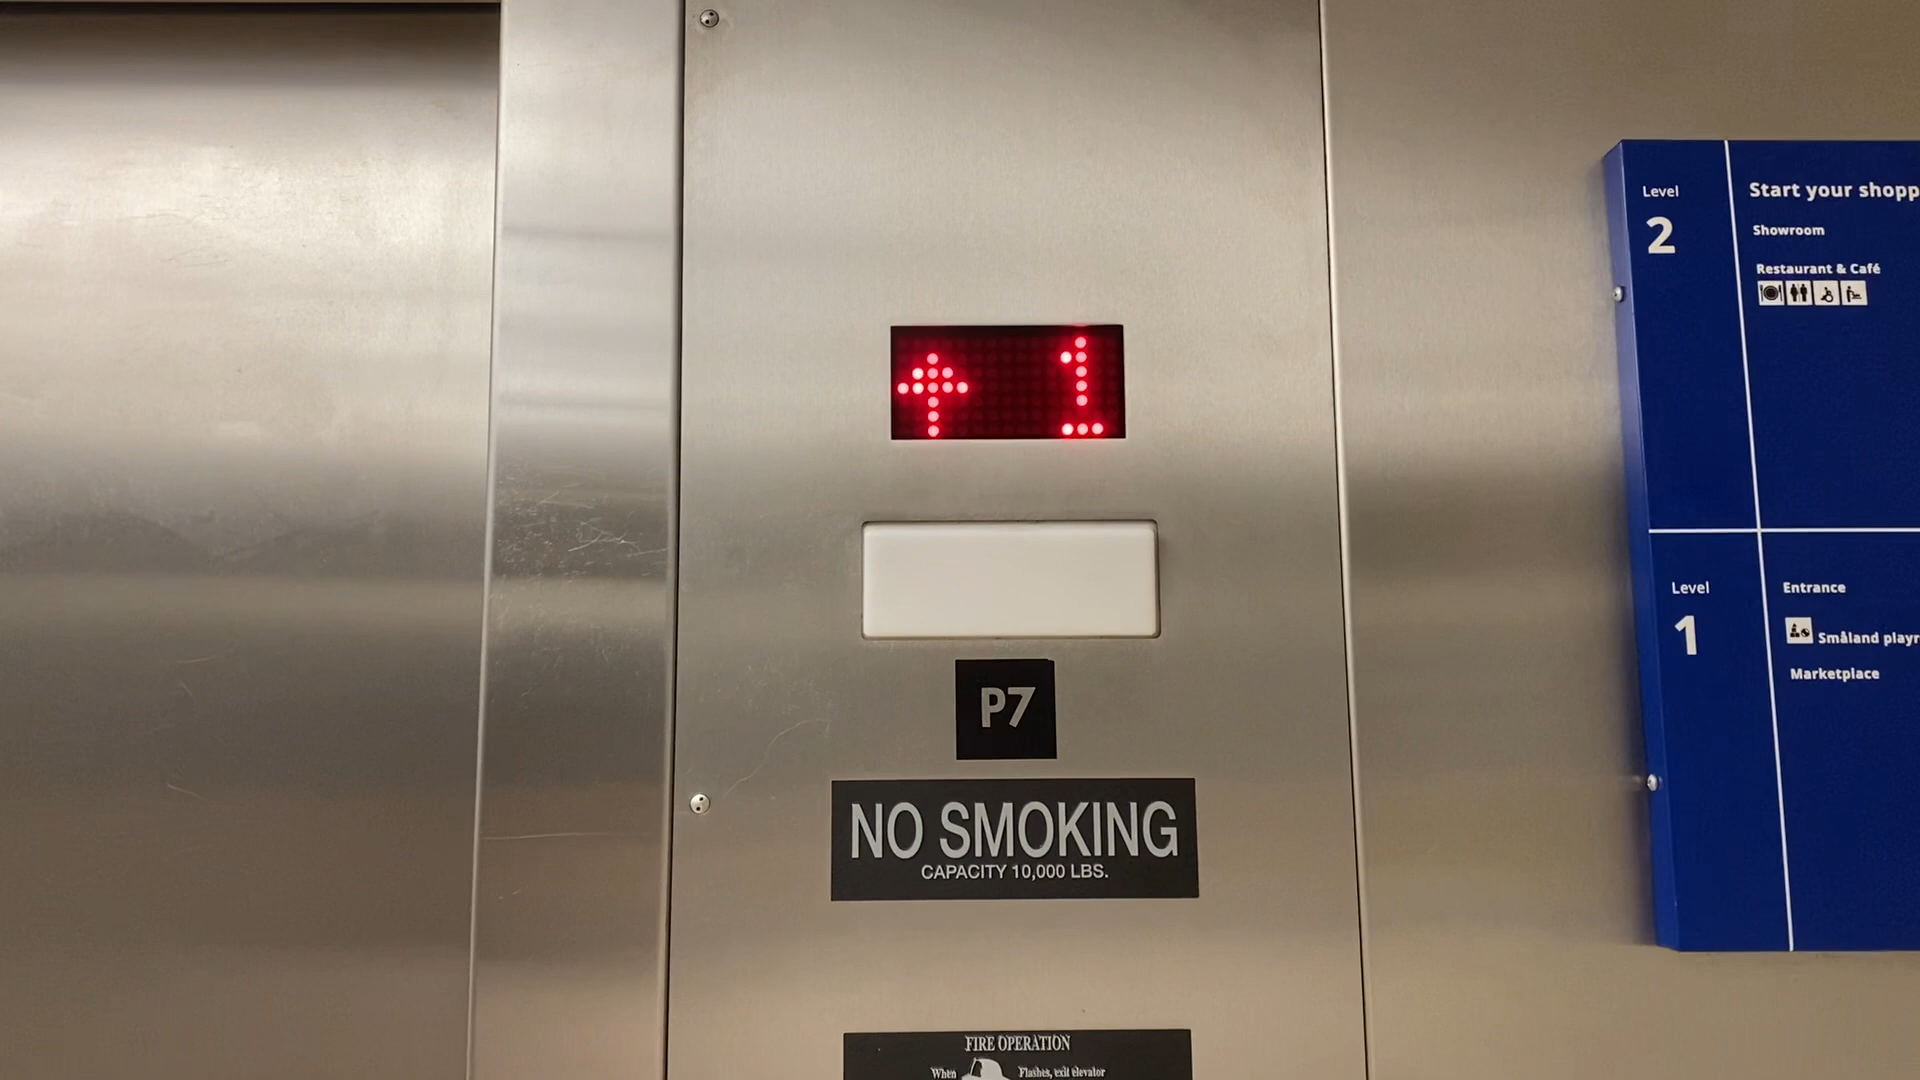 ↑ 1
P7
NO SMOKING
CAPACITY 10,000 LBS.
FIRE OPERATION
When Flashes, exit elevator
Level
2
Start your shopp
Showroom
Restaurant & Café
Level
1
Entrance
Småland playr
Marketplace